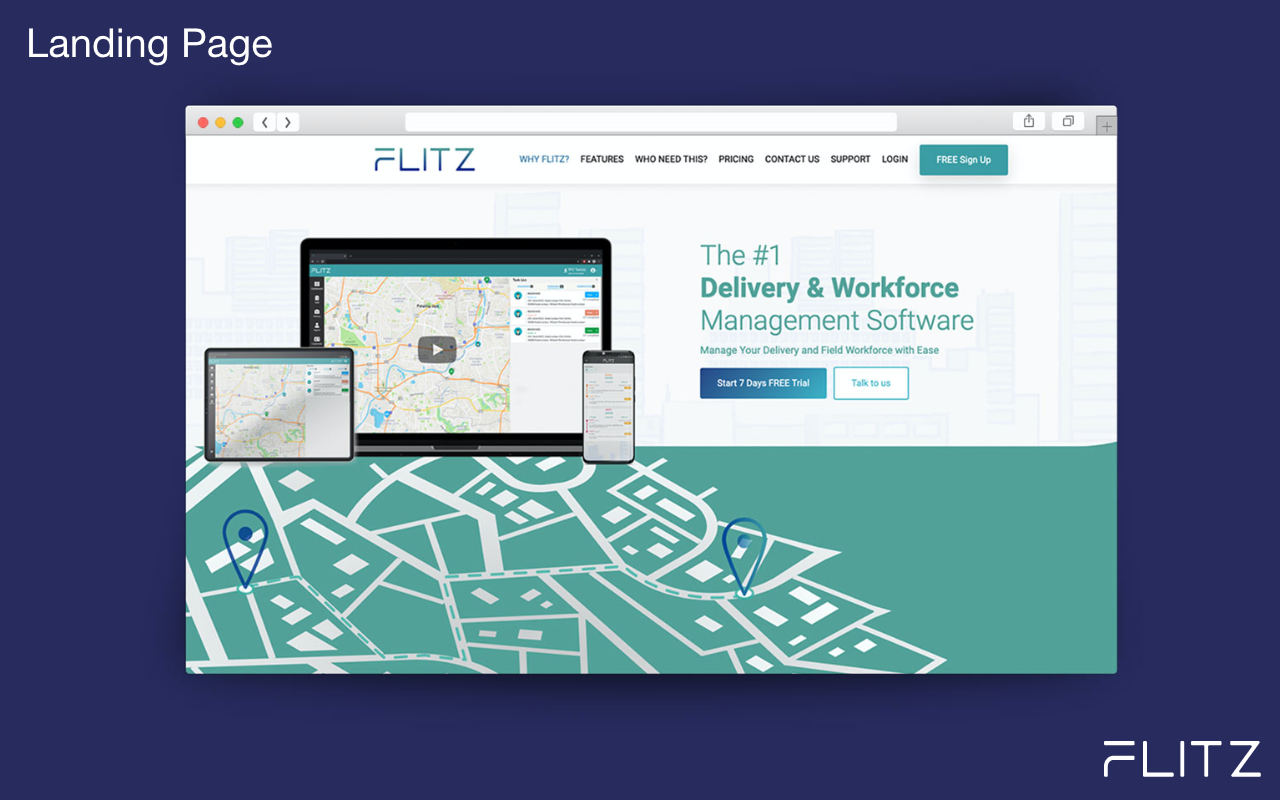 Landing Page
FLITZ
WHY FLITZ? FEATURES WHO NEED THIS? PRICING CONTACT US SUPPORT LOGIN FREE Sign Up
The #1
Delivery & Workforce
Management Software
Manage Your Delivery and Field Workforce with Ease
Start 7 Days FREE Trial Talk to us
FLITZ
FLITZ
FLITZ